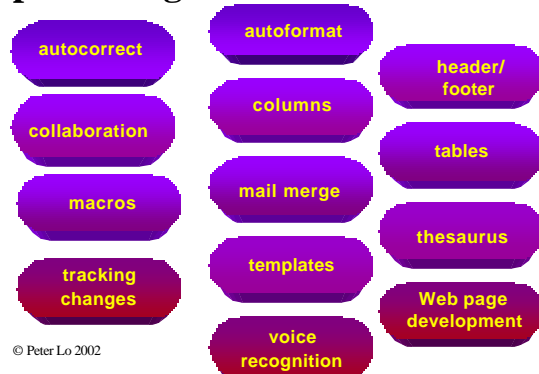 autocorrect
collaboration
macros
tracking
changes
autoformat
columns
mail merge
templates
voice
recognition
header/
footer
tables
thesaurus
Web page
development
© Peter Lo 2002